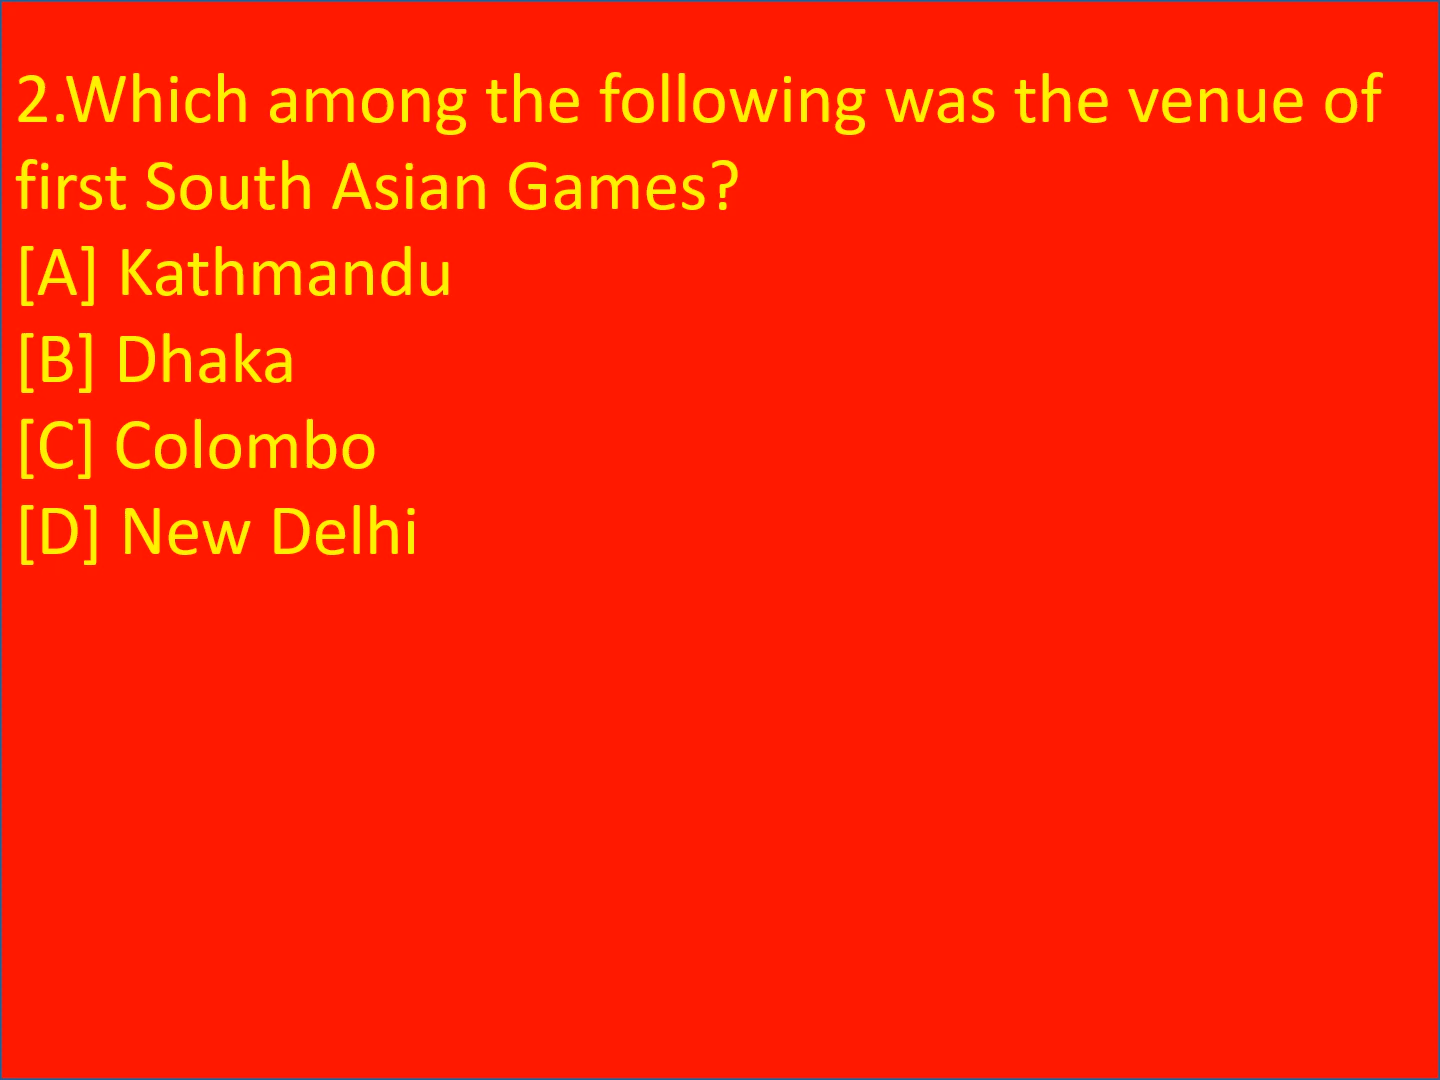 2.Which among the following was the venue of
first South Asian Games?
[A] Kathmandu
[B] Dhaka
[C] Colombo
[D] New Delhi